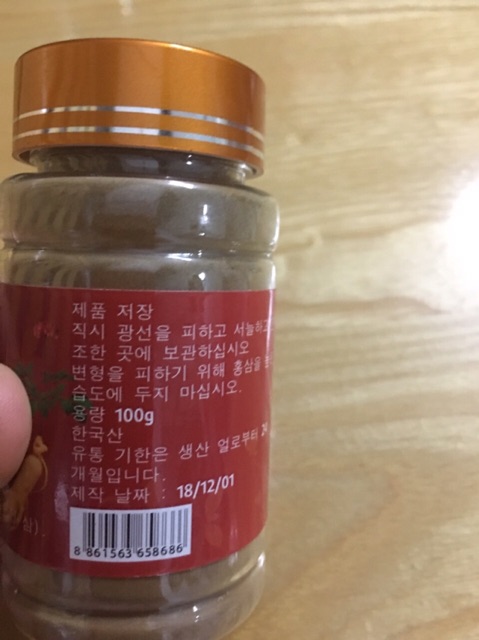 제품 저장
직시 광선을 피하고 서늘하고
조한 곳에 보관하십시오
변형을 피하기 위해 홍삼을
습도에 두지 마십시오.
용량 100g
한국산
유통 기한은 생산 얼로부터 24
개월입니다.
제작 날짜 : 18/12/01
8 861563 658686
삼).